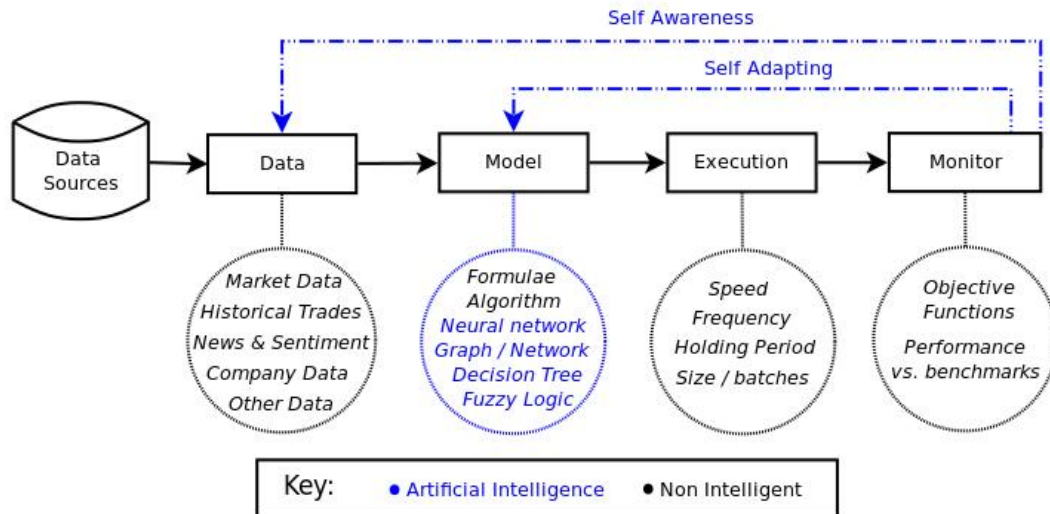 Self Awareness
Self Adapting
Data
Sources
Data
Model
Execution
Monitor
Market Data
Historical Trades
News & Sentiment
Company Data
Other Data
Formulae
Algorithm
Neural network
Graph / Network
Decision Tree
Fuzzy Logic
Speed
Frequency
Holding Period
Size / batches
Objective
Functions
Performance
vs. benchmarks
Key:
Artificial Intelligence
Non Intelligent